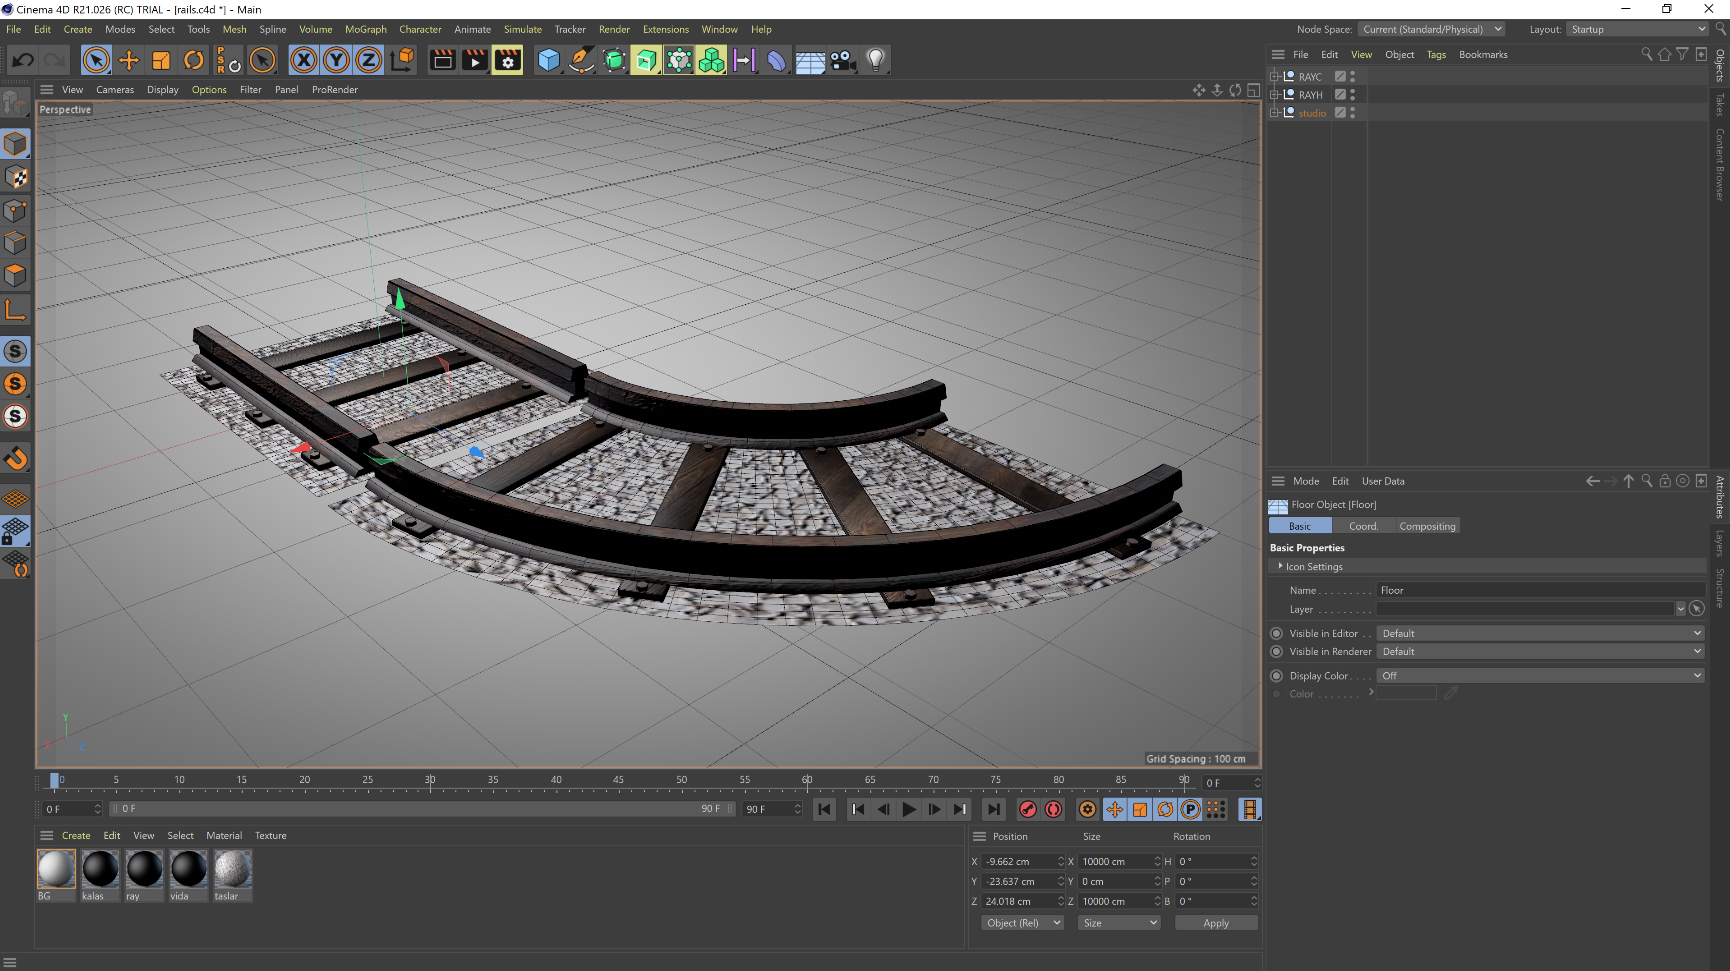 Cinema 4D R21.026 (RC) TRIAL - [rails.c4d *] - Main
File Edit Create Modes Select Tools Mesh Spline Volume MoGraph Character Animate Simulate Tracker Render Extensions Window Help
Node Space: Current (Standard/Physical) Layout: Startup
PSR
X Y Z
File Edit View Object Tags Bookmarks
View Cameras Display Options Filter Panel ProRender
Perspective
RAYC
RAYH
studio
Objects
Takes
Content Browser
Mode Edit User Data
Floor Object [Floor]
Basic Coord. Compositing
Basic Properties
Icon Settings
Name . . . . . . . . . Floor
Layer . . . . . . . . .
Visible in Editor . . Default
Visible in Renderer Default
Display Color . . . . Off
Color . . . . . . .
Attributes
Layers
Structure
S
S
S
Y
X Z
Grid Spacing : 100 cm
0 5 10 15 20 25 30 35 40 45 50 55 60 65 70 75 80 85 90 0 F
0 F 0 F 90 F 90 F P
Create Edit View Select Material Texture
BG kalas ray vida taslar
Position Size Rotation
X -9.662 cm X 10000 cm H 0 °
Y -23.637 cm Y 0 cm P 0 °
Z 24.018 cm Z 10000 cm B 0 °
Object (Rel) Size Apply